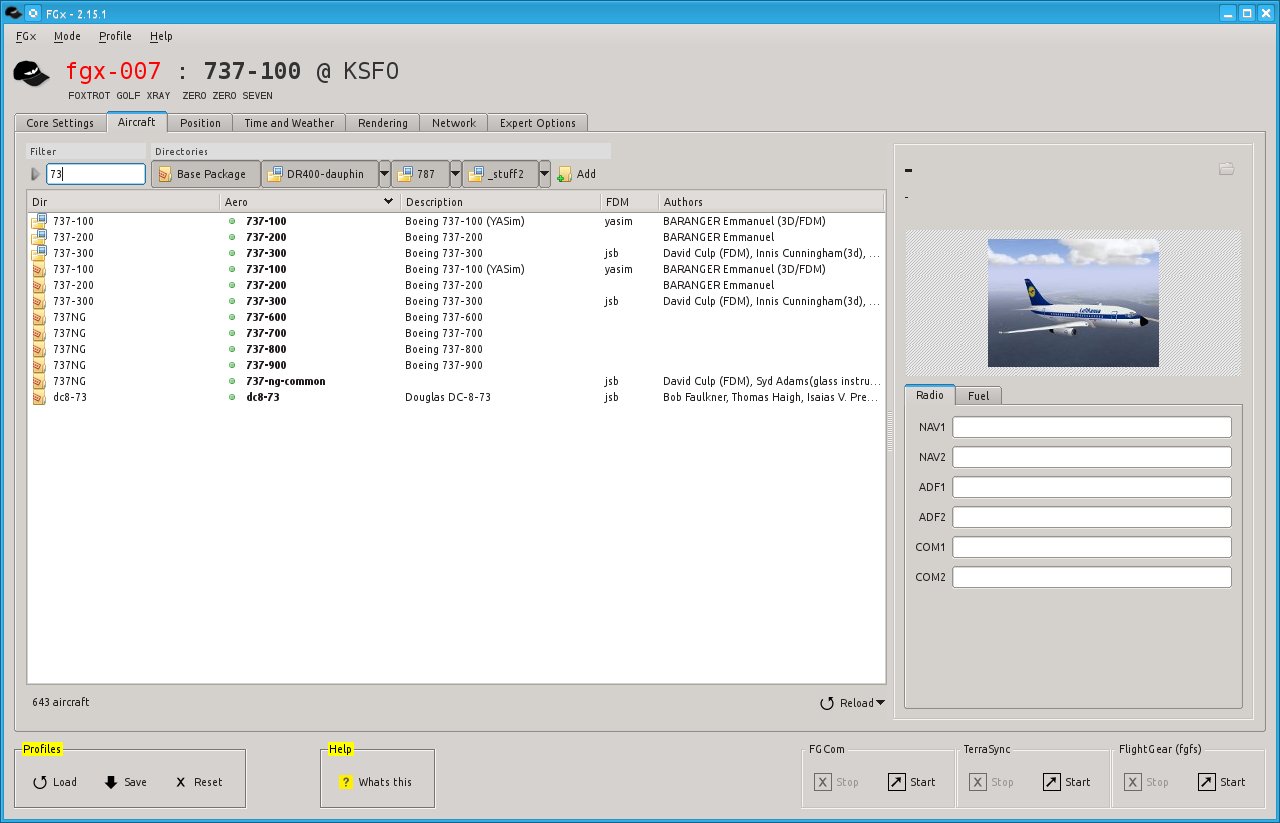 FGx - 2.15.1
FGx Mode Profile Help
fgx-007 : 737-100 @ KSFO
FOXTROT GOLF XRAY ZERO ZERO SEVEN
Core Settings Aircraft Position Time and Weather Rendering Network Expert Options
Filter Directories
73 Base Package DR400-dauphin 787 _stuff2 Add
Dir Aero Description FDM Authors
737-100 737-100 Boeing 737-100 (YASim) yasim BARANGER Emmanuel (3D/FDM)
737-200 737-200 Boeing 737-200 BARANGER Emmanuel
737-300 737-300 Boeing 737-300 jsb David Culp (FDM), Innis Cunningham(3d), ...
737-100 737-100 Boeing 737-100 (YASim) yasim BARANGER Emmanuel (3D/FDM)
737-200 737-200 Boeing 737-200 BARANGER Emmanuel
737-300 737-300 Boeing 737-300 jsb David Culp (FDM), Innis Cunningham(3d), ...
737NG 737-600 Boeing 737-600
737NG 737-700 Boeing 737-700
737NG 737-800 Boeing 737-800
737NG 737-900 Boeing 737-900
737NG 737-ng-common jsb David Culp (FDM), Syd Adams(glass instru...
dc8-73 dc8-73 Douglas DC-8-73 jsb Bob Faulkner, Thomas Haigh, Isaias V. Pre...
643 aircraft Reload
-
-
Lufthansa
Radio Fuel
NAV1
NAV2
ADF1
ADF2
COM1
COM2
Profiles
Load Save X Reset
Help
? Whats this
FGCom
X Stop Start
TerraSync
X Stop Start
FlightGear (fgfs)
X Stop Start